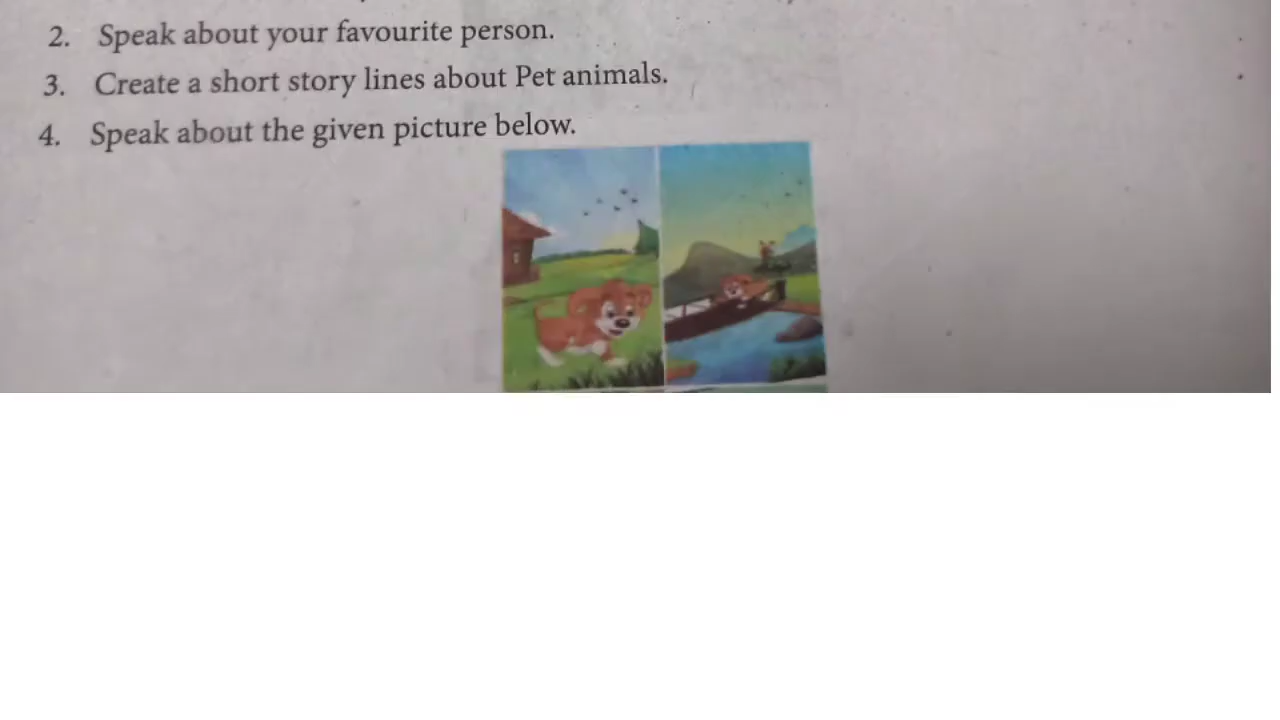 2. Speak about your favourite person.
3. Create a short story lines about Pet animals.
4. Speak about the given picture below.